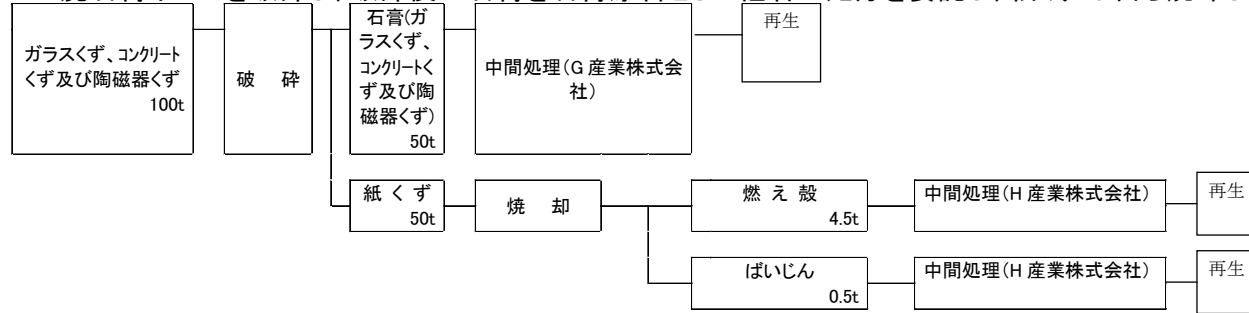 ガラスくず、コンクリート
くず及び陶磁器くず
100t
破 砕
石膏(ガ
ラスくず、
コンクリートく
ず及び陶
磁器くず)
50t
中間処理(G 産業株式会
社)
再生
紙 く ず
50t
焼 却
燃 え 殻
4.5t
中間処理(H 産業株式会社)
再生
ばいじん
0.5t
中間処理(H 産業株式会社)
再生